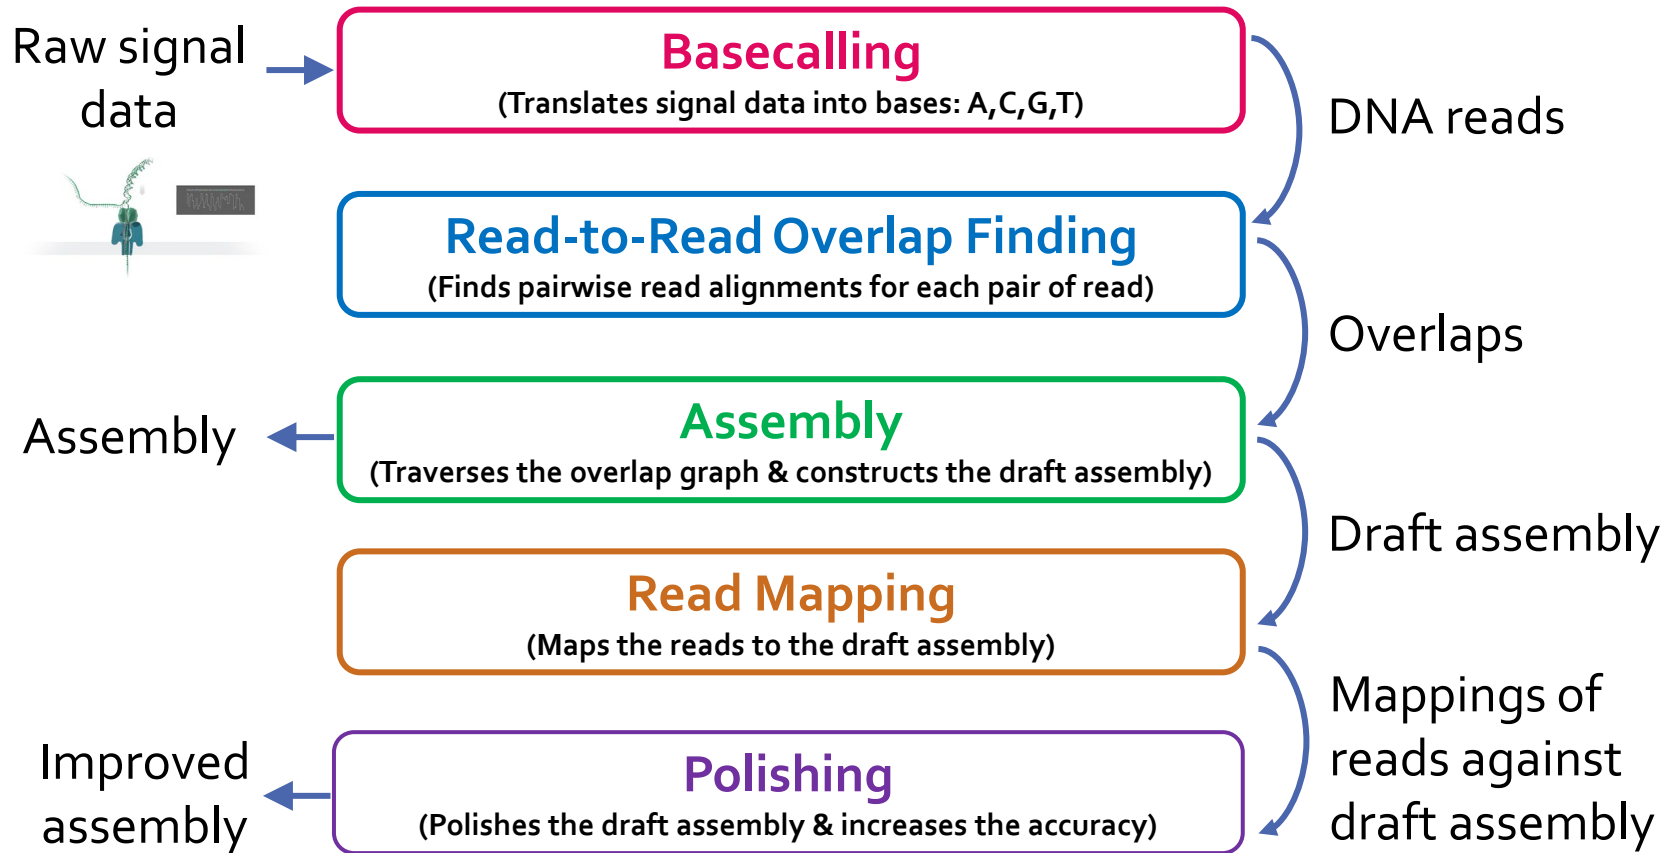 Raw signal
data
Basecalling
(Translates signal data into bases: A,C,G,T)
DNA reads
Read-to-Read Overlap Finding
(Finds pairwise read alignments for each pair of read)
Overlaps
Assembly
Assembly
(Traverses the overlap graph & constructs the draft assembly)
Draft assembly
Read Mapping
(Maps the reads to the draft assembly)
Mappings of
reads against
draft assembly
Improved
assembly
Polishing
(Polishes the draft assembly & increases the accuracy)